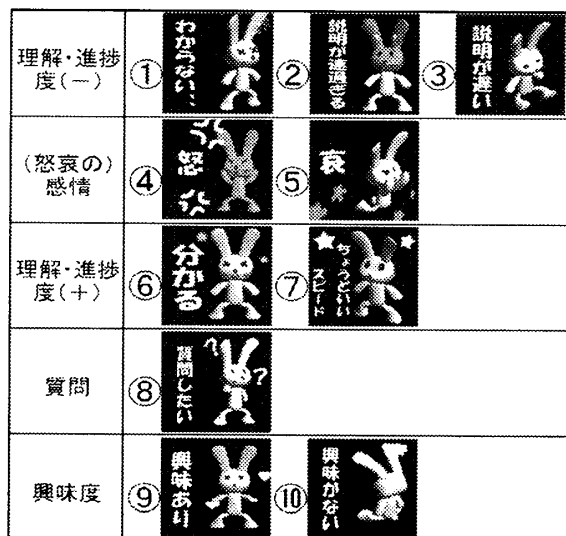 理解・進捗
度(－)
①
わからない、、
②
説明が速過ぎる
③
説明が遅い
(怒哀の)
感情
④
怒
⑤
哀
理解・進捗
度(＋)
⑥
分かる
⑦
ちょうどいい
スピード
質問
⑧
質問したい
?
?
興味度
⑨
興味あり
⑩
興味がない